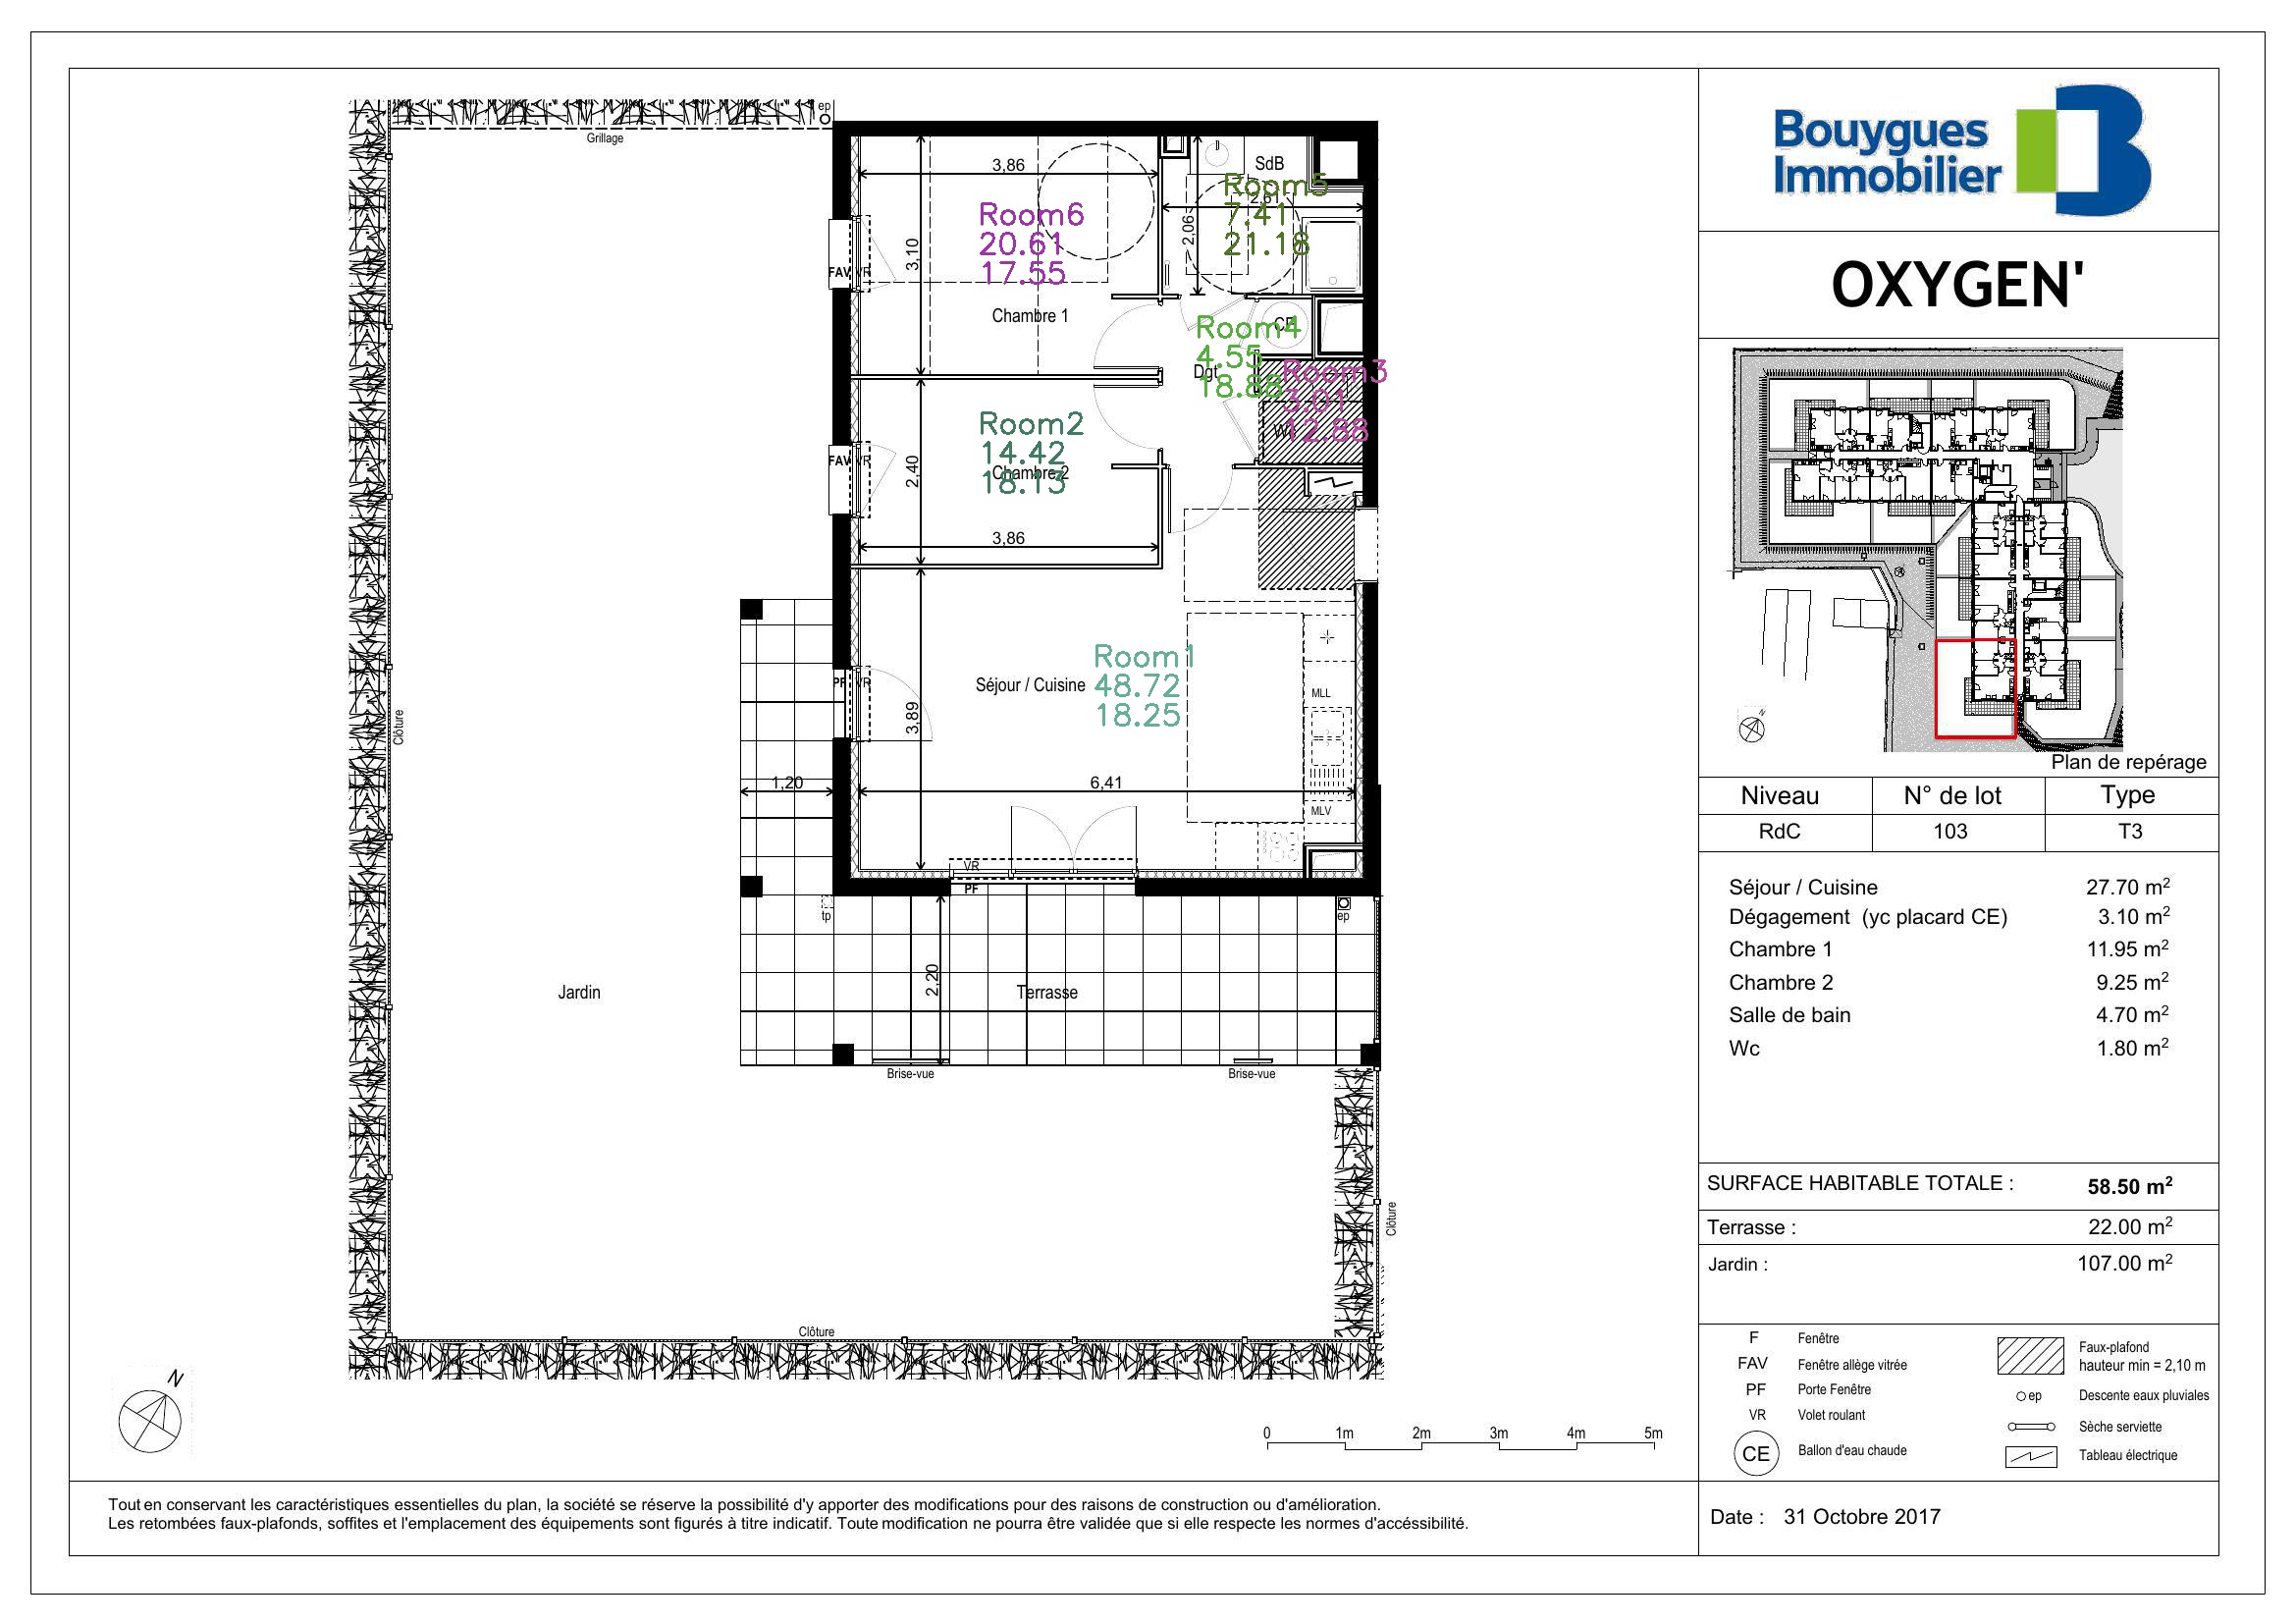 ep
Grillage
3,86
SdB
Room5
7.41
21.18
2,61
2,06
Room6
20.61
17.55
3,10
FAV VR
Chambre 1
CE
Room4
4.55
18.88
Dgt
Room3
3.01
12.88
Room2
14.42
18.13
Chambre 2
FAV VR
2,40
3,86
Room1
48.72
18.25
Séjour / Cuisine
PF VR
MLL
3,89
Clôture
1,20
6,41
MLV
VR
PF
tp
ep
2,20
Jardin
Terrasse
Brise-vue
Brise-vue
Clôture
Clôture
N
0 1m 2m 3m 4m 5m
Tout en conservant les caractéristiques essentielles du plan, la société se réserve la possibilité d'y apporter des modifications pour des raisons de construction ou d'amélioration.
Les retombées faux-plafonds, soffites et l'emplacement des équipements sont figurés à titre indicatif. Toute modification ne pourra être validée que si elle respecte les normes d'accéssibilité.
Bouygues
Immobilier
OXYGEN'
N
Plan de repérage
Niveau N° de lot Type
RdC 103 T3
Séjour / Cuisine 27.70 m²
Dégagement (yc placard CE) 3.10 m²
Chambre 1 11.95 m²
Chambre 2 9.25 m²
Salle de bain 4.70 m²
Wc 1.80 m²
SURFACE HABITABLE TOTALE : 58.50 m²
Terrasse : 22.00 m²
Jardin : 107.00 m²
F Fenêtre
FAV Fenêtre allège vitrée
PF Porte Fenêtre
VR Volet roulant
CE Ballon d'eau chaude
Faux-plafond
hauteur min = 2,10 m
ep Descente eaux pluviales
Sèche serviette
Tableau électrique
Date : 31 Octobre 2017